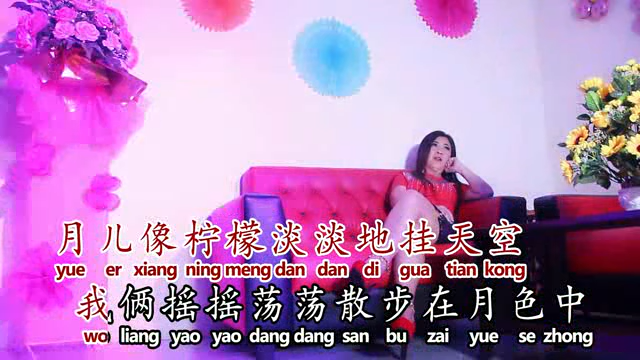 月儿像柠檬淡淡地挂天空
yue er xiang ning meng dan dan di gua tian kong
我俩摇摇荡荡散步在月色中
wo liang yao yao dang dang san bu zai yue se zhong